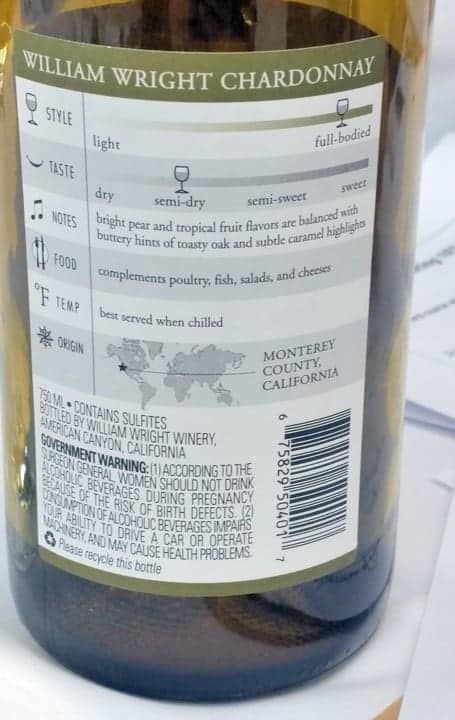 WILLIAM WRIGHT CHARDONNAY
STYLE
light full-bodied
TASTE
dry semi-dry semi-sweet sweet
NOTES
bright pear and tropical fruit flavors are balanced with
buttery hints of toasty oak and subtle caramel highlights
FOOD
complements poultry, fish, salads, and cheeses
°F TEMP
best served when chilled
ORIGIN
MONTEREY
COUNTY,
CALIFORNIA
750 ML • CONTAINS SULFITES
BOTTLED BY WILLIAM WRIGHT WINERY,
AMERICAN CANYON, CALIFORNIA
GOVERNMENT WARNING: (1) ACCORDING TO THE
SURGEON GENERAL, WOMEN SHOULD NOT DRINK
ALCOHOLIC BEVERAGES DURING PREGNANCY
BECAUSE OF THE RISK OF BIRTH DEFECTS. (2)
CONSUMPTION OF ALCOHOLIC BEVERAGES IMPAIRS
YOUR ABILITY TO DRIVE A CAR OR OPERATE
MACHINERY, AND MAY CAUSE HEALTH PROBLEMS.
Please recycle this bottle
6 75829 50401 7